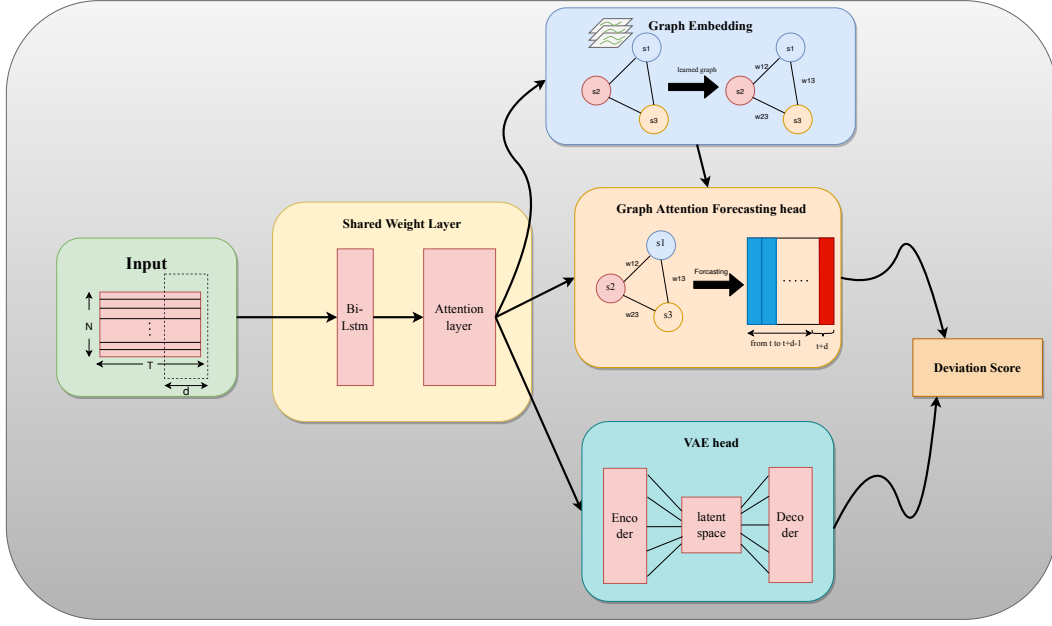 Graph Embedding
s1
s2
s3
learned graph
s1
w12
w13
s2
w23
s3
Shared Weight Layer
Bi-
Lstm
Attention
layer
Input
N
T
d
Graph Attention Forecasting head
s1
w12
w13
s2
w23
s3
Forcasting
. . . . .
from t to t+d-1
t+d
Deviation Score
VAE head
Enco
der
latent
space
Deco
der